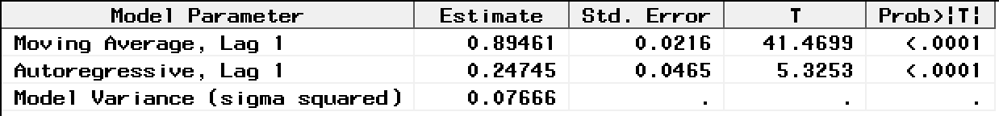 Model Parameter Estimate Std. Error T Prob>|T|
Moving Average, Lag 1 0.89461 0.0216 41.4699 <.0001
Autoregressive, Lag 1 0.24745 0.0465 5.3253 <.0001
Model Variance (sigma squared) 0.07666 . . .